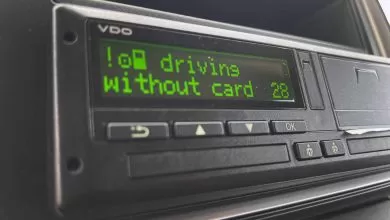 VDO
! driving
without card 28
OK